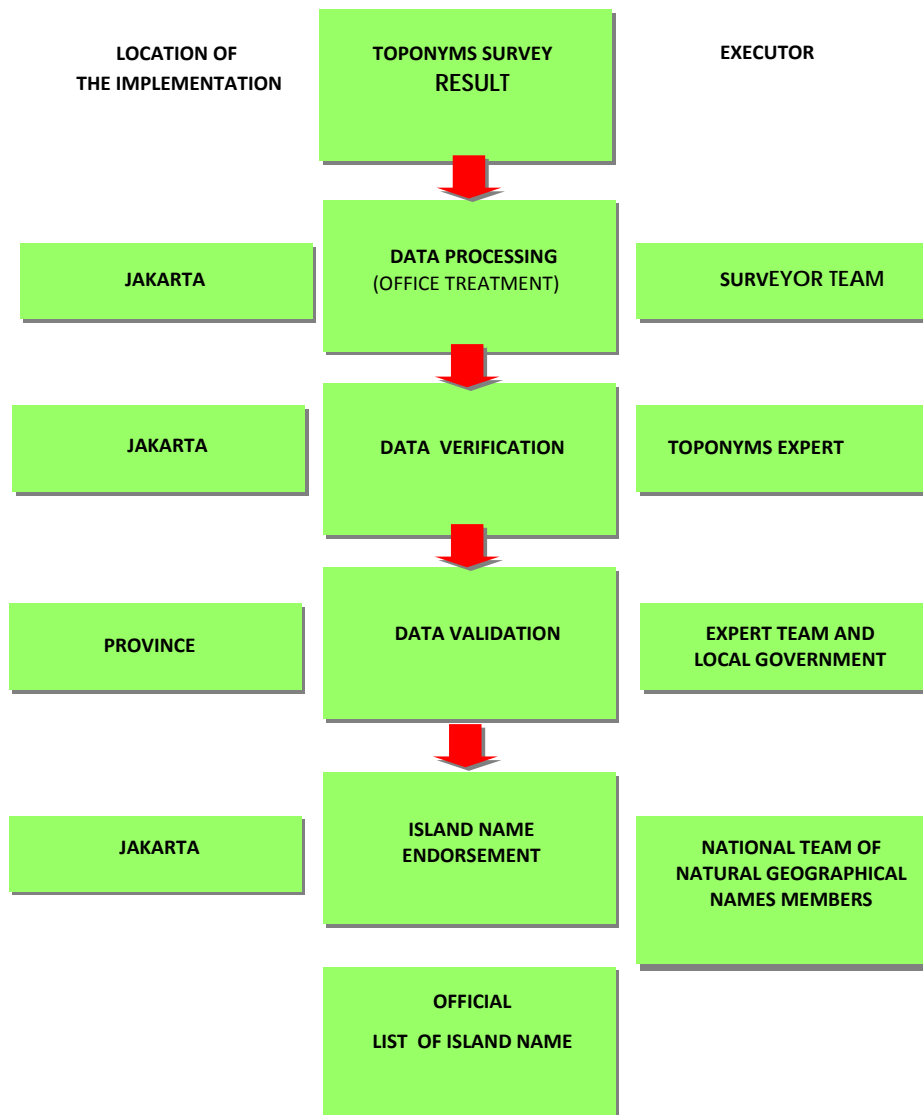 LOCATION OF
THE IMPLEMENTATION
TOPONYMS SURVEY
RESULT
EXECUTOR
JAKARTA
DATA PROCESSING
(OFFICE TREATMENT)
SURVEYOR TEAM
JAKARTA
DATA VERIFICATION
TOPONYMS EXPERT
PROVINCE
DATA VALIDATION
EXPERT TEAM AND
LOCAL GOVERNMENT
JAKARTA
ISLAND NAME
ENDORSEMENT
NATIONAL TEAM OF
NATURAL GEOGRAPHICAL
NAMES MEMBERS
OFFICIAL
LIST OF ISLAND NAME